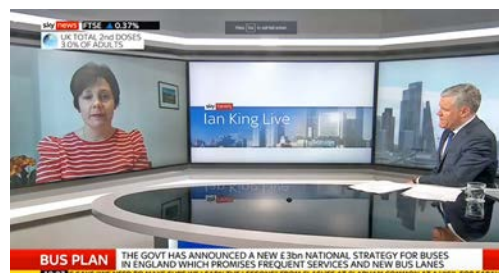 sky news FTSE ▲ 0.37%
UK TOTAL 2nd DOSES
3.0% OF ADULTS
sky news
Ian King Live
BUS PLAN
THE GOVT HAS ANNOUNCED A NEW £3bn NATIONAL STRATEGY FOR BUSES
IN ENGLAND WHICH PROMISES FREQUENT SERVICES AND NEW BUS LANES